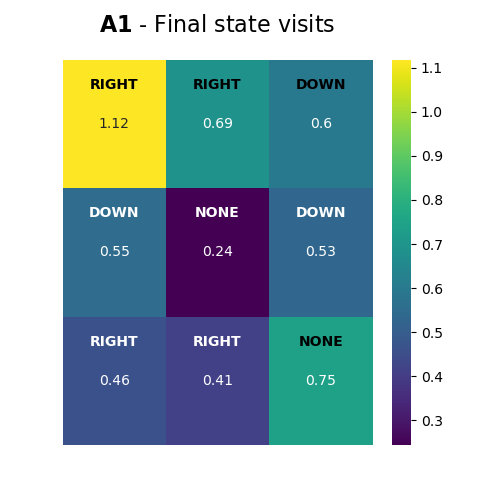 A1 - Final state visits
RIGHT RIGHT DOWN
1.12 0.69 0.6
DOWN NONE DOWN
0.55 0.24 0.53
RIGHT RIGHT NONE
0.46 0.41 0.75
1.1
1.0
0.9
0.8
0.7
0.6
0.5
0.4
0.3